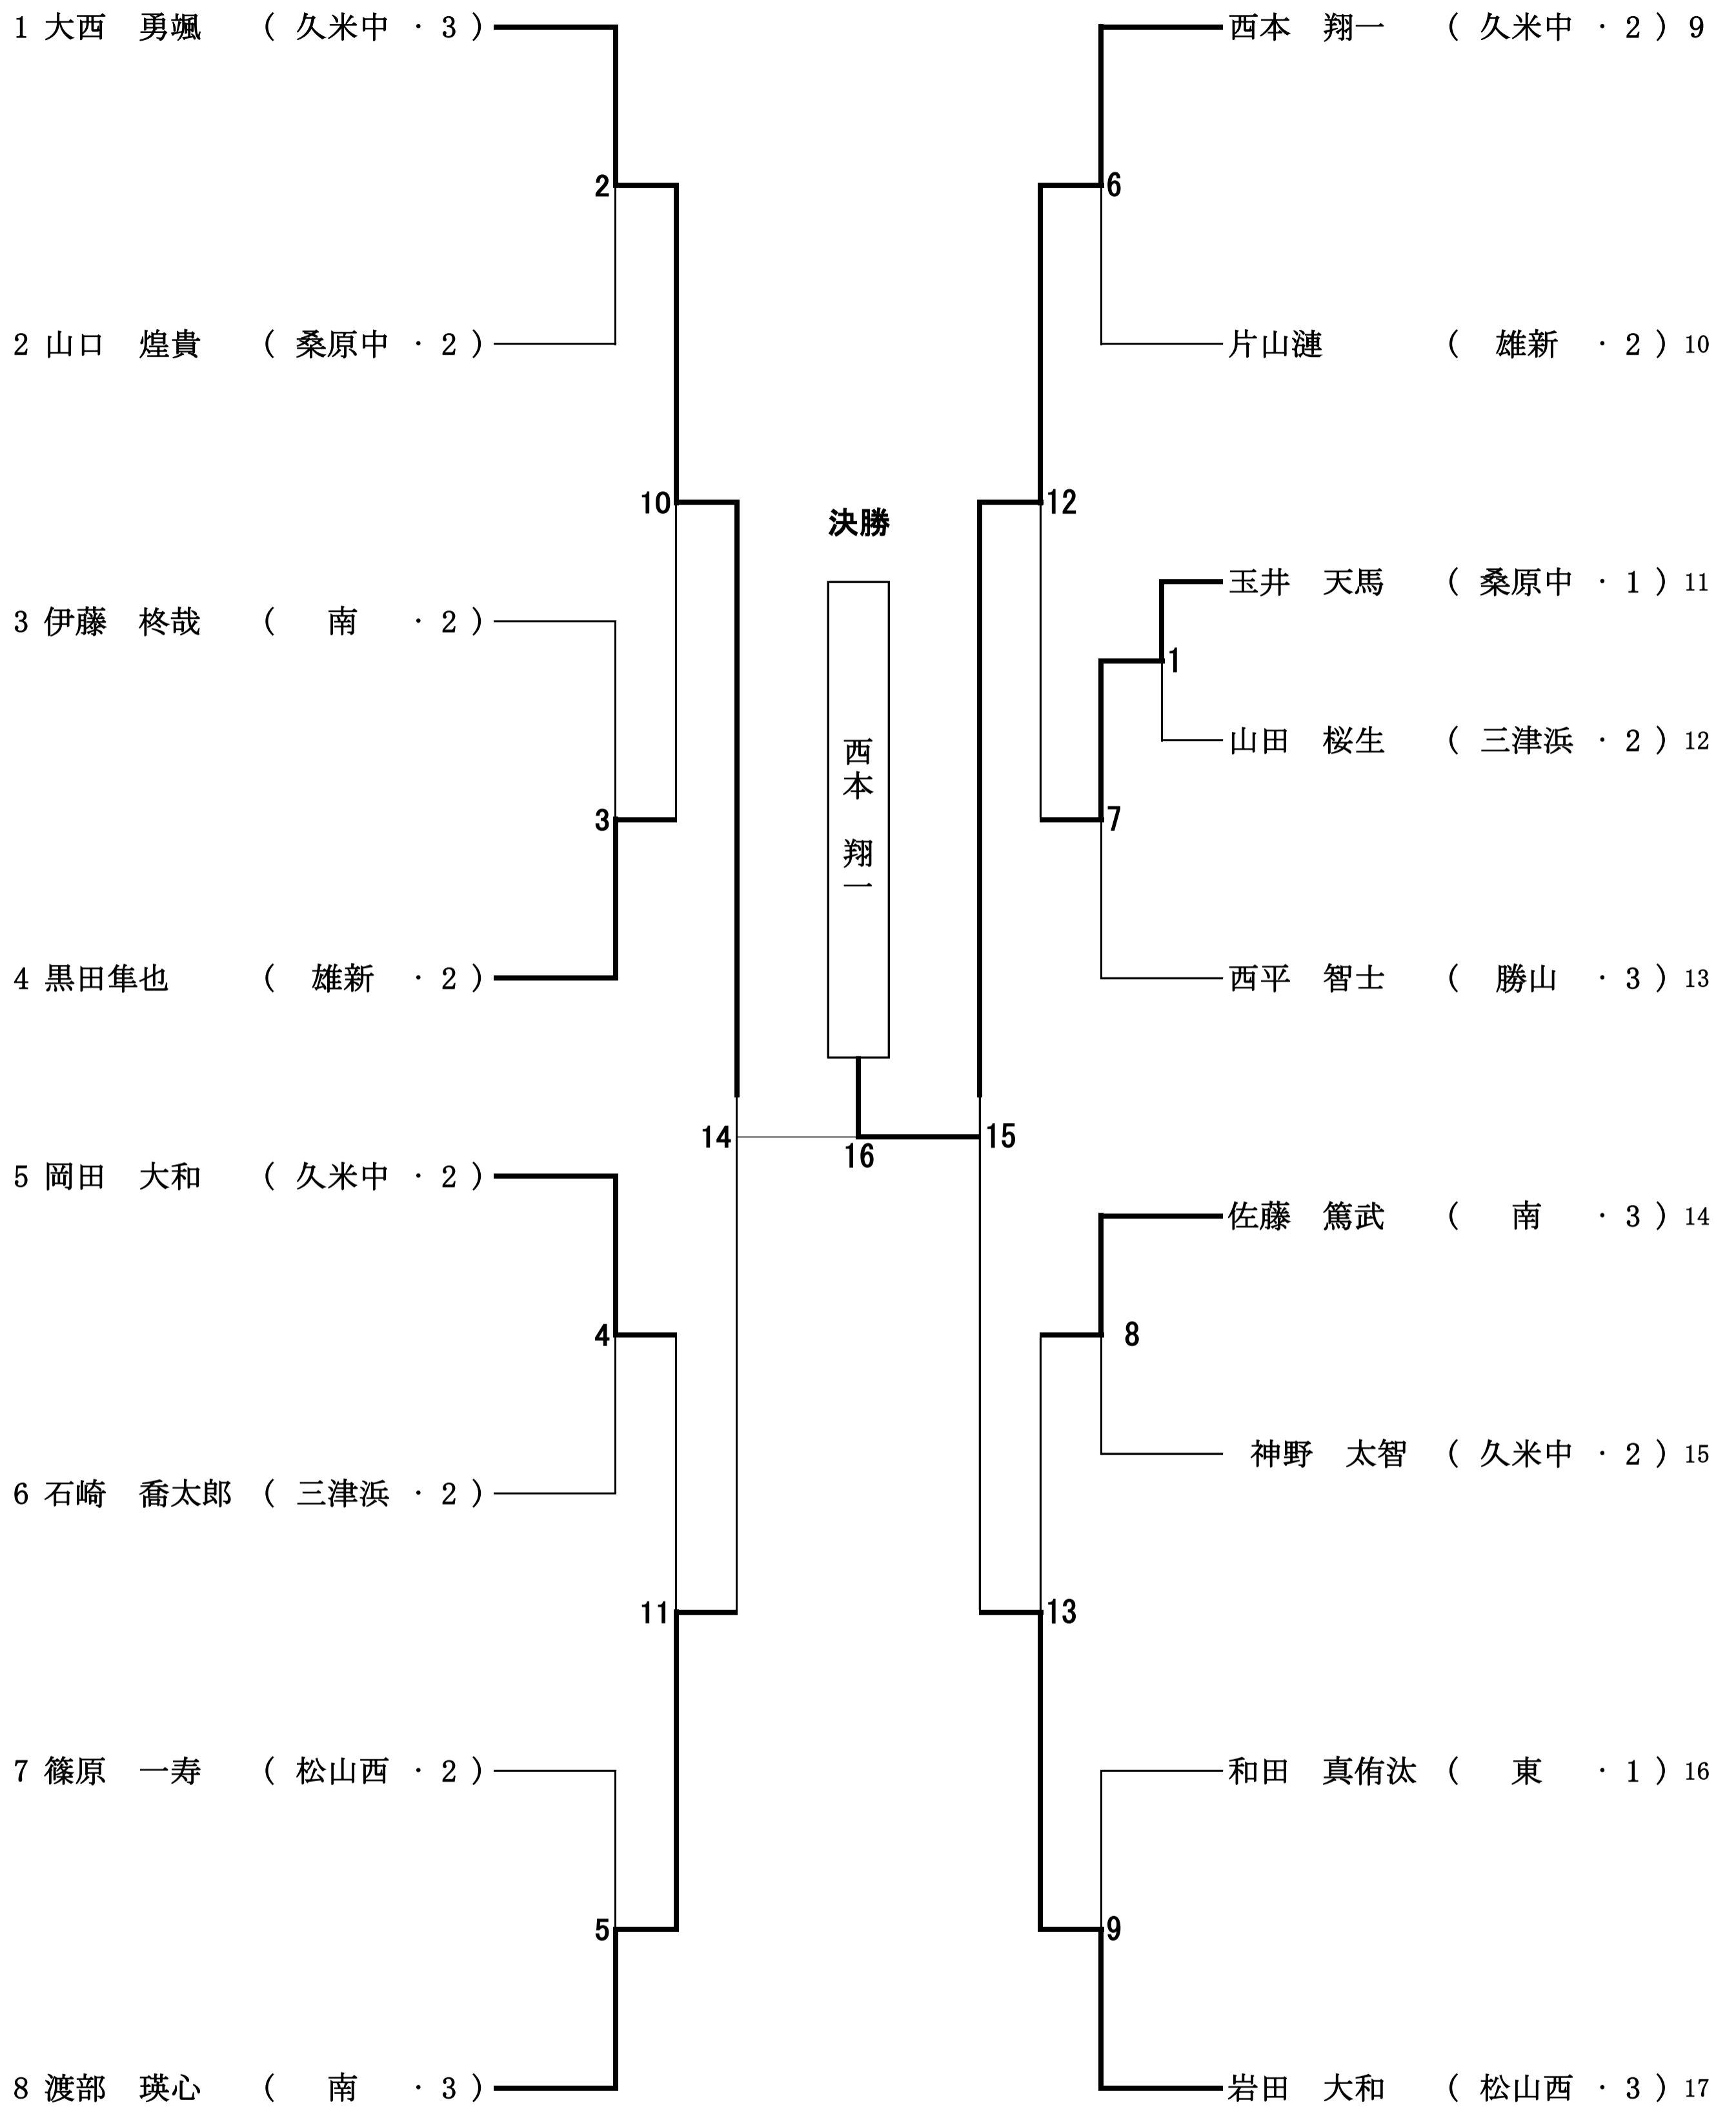 1 大西　勇颯 ( 久米中 ・ 3 )
西本　翔一 ( 久米中 ・ 2 ) 9
2
6
2 山口　煌貴 ( 桑原中 ・ 2 )
片山漣 ( 雄新 ・ 2 ) 10
10
12
決勝
玉井　天馬 ( 桑原中 ・ 1 ) 11
3 伊藤　柊哉 ( 南 ・ 2 )
1
山田　桜生 ( 三津浜 ・ 2 ) 12
西本　翔一
3
7
4 黒田隼也 ( 雄新 ・ 2 )
西平　智士 ( 勝山 ・ 3 ) 13
14
16
15
5 岡田　大和 ( 久米中 ・ 2 )
佐藤　篤武 ( 南 ・ 3 ) 14
4
8
神野　太智 ( 久米中 ・ 2 ) 15
6 石崎　喬太郎 ( 三津浜 ・ 2 )
11
13
7 篠原　一寿 ( 松山西 ・ 2 )
和田　真侑汰 ( 東 ・ 1 ) 16
5
9
8 渡部　瑛心 ( 南 ・ 3 )
岩田　大和 ( 松山西 ・ 3 ) 17